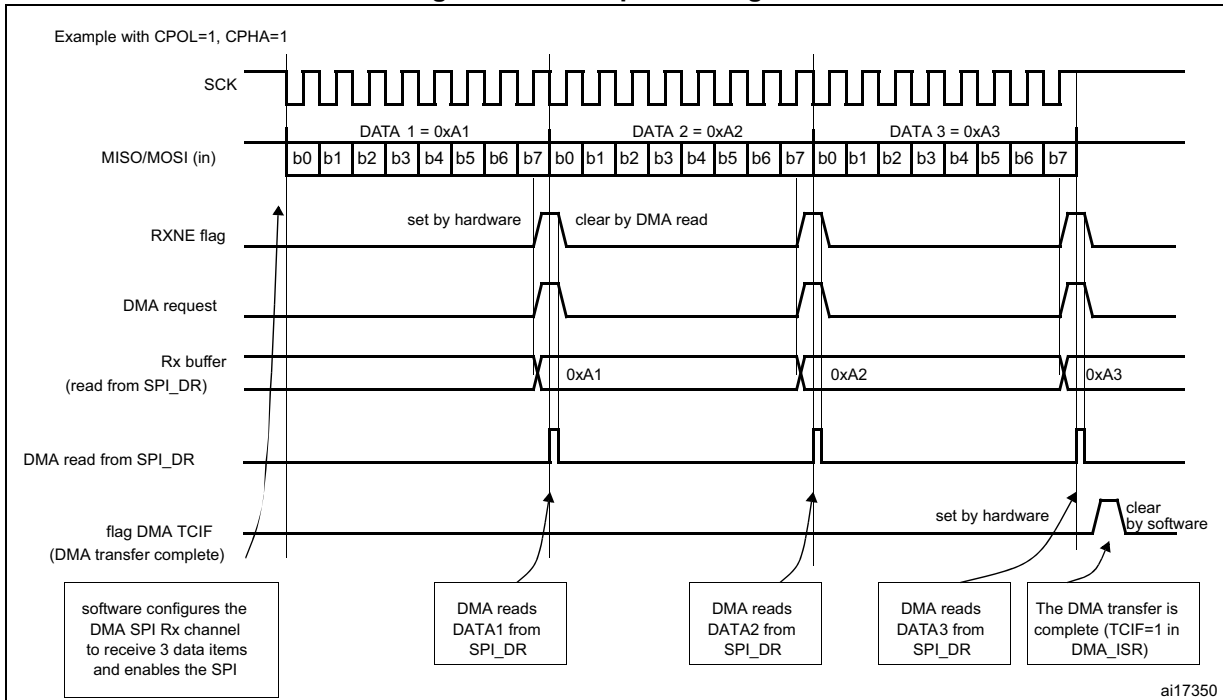 Example with CPOL=1, CPHA=1
SCK
DATA 1 = 0xA1
DATA 2 = 0xA2
DATA 3 = 0xA3
MISO/MOSI (in)
b0 b1 b2 b3 b4 b5 b6 b7 b0 b1 b2 b3 b4 b5 b6 b7 b0 b1 b2 b3 b4 b5 b6 b7
set by hardware
clear by DMA read
RXNE flag
DMA request
Rx buffer
(read from SPI_DR)
0xA1
0xA2
0xA3
DMA read from SPI_DR
set by hardware
clear
by software
flag DMA TCIF
(DMA transfer complete)
software configures the
DMA SPI Rx channel
to receive 3 data items
and enables the SPI
DMA reads
DATA1 from
SPI_DR
DMA reads
DATA2 from
SPI_DR
DMA reads
DATA3 from
SPI_DR
The DMA transfer is
complete (TCIF=1 in
DMA_ISR)
ai17350